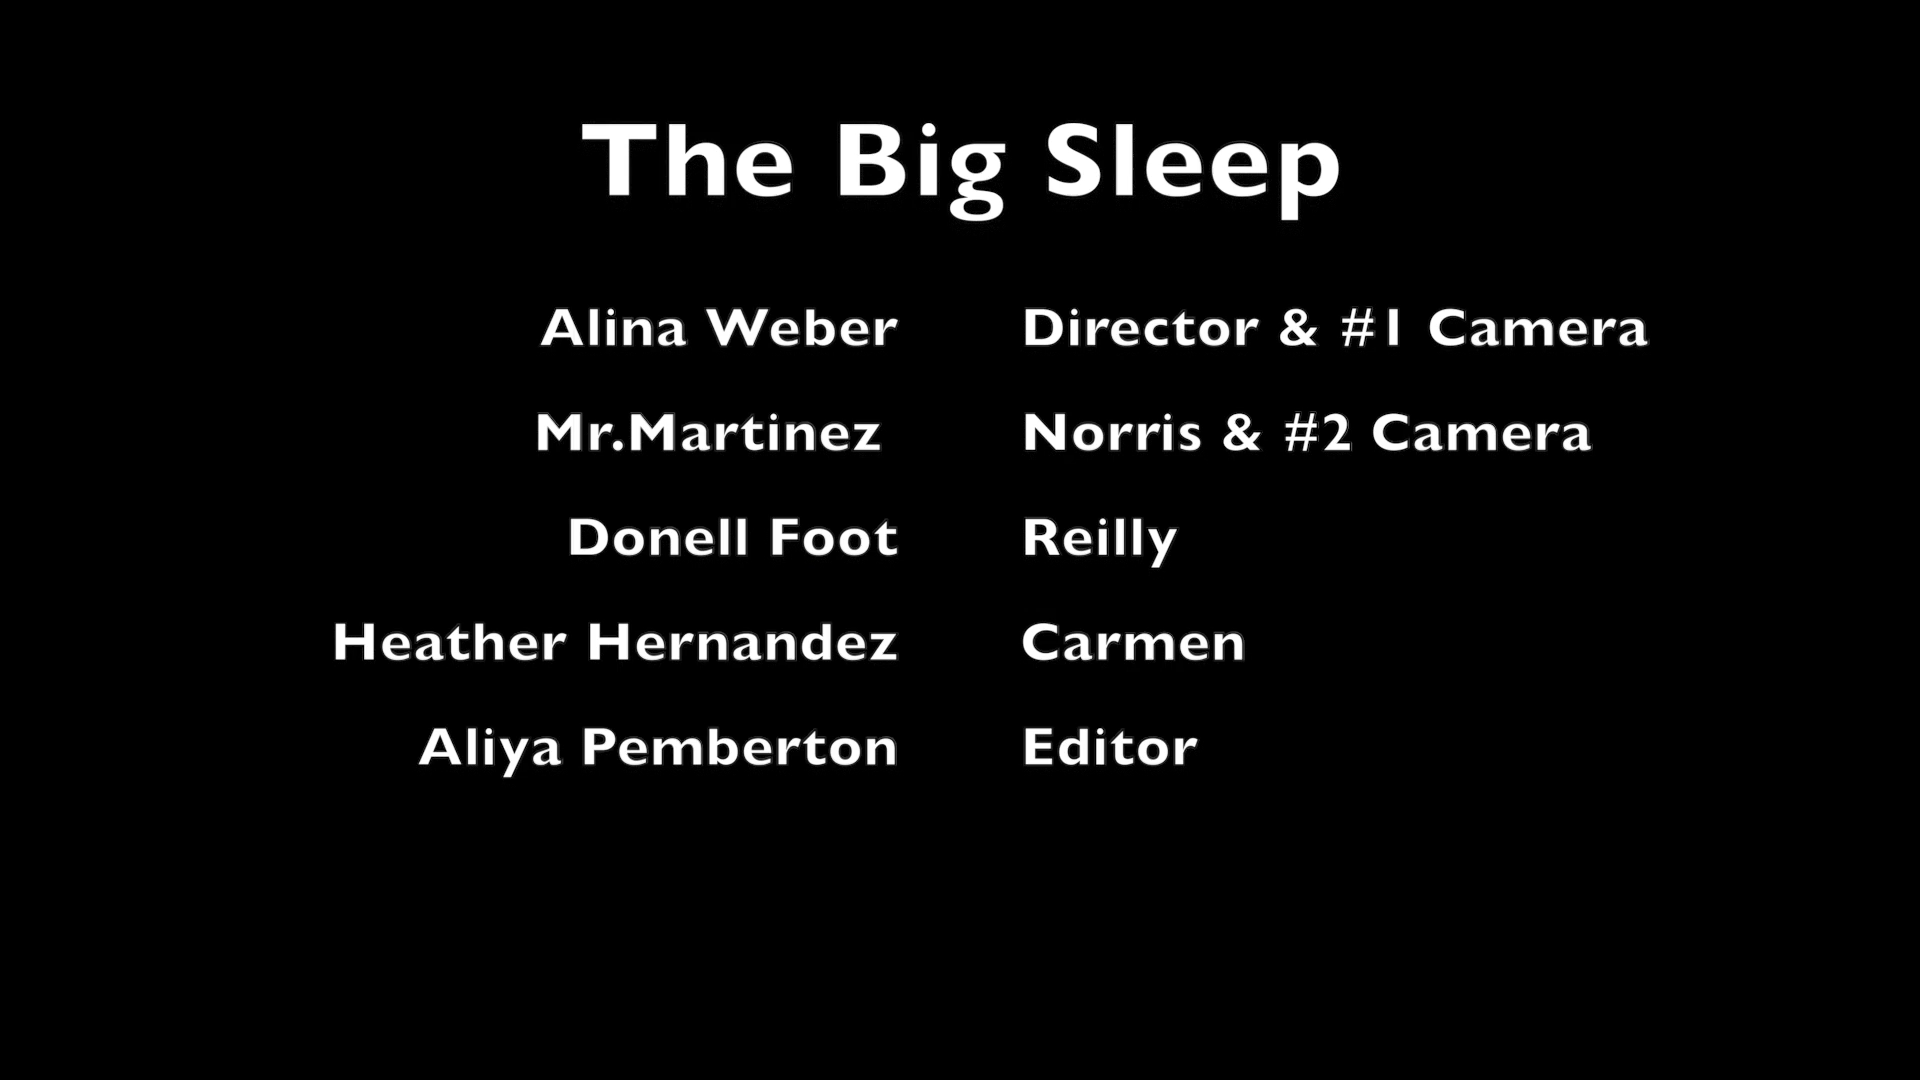 The Big Sleep
Alina Weber Director & #1 Camera
Mr.Martinez Norris & #2 Camera
Donell Foot Reilly
Heather Hernandez Carmen
Aliya Pemberton Editor